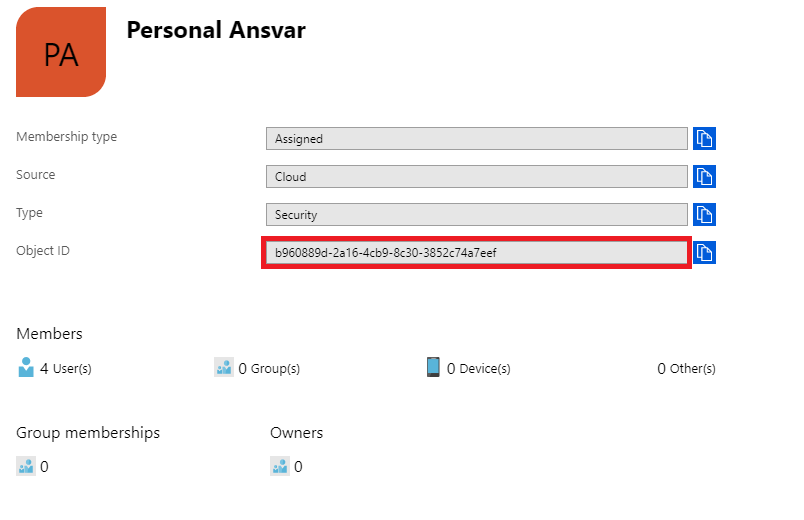 PA
Personal Ansvar
Membership type
Assigned
Source
Cloud
Type
Security
Object ID
b960889d-2a16-4cb9-8c30-3852c74a7eef
Members
4 User(s)
0 Group(s)
0 Device(s)
0 Other(s)
Group memberships
Owners
0
0